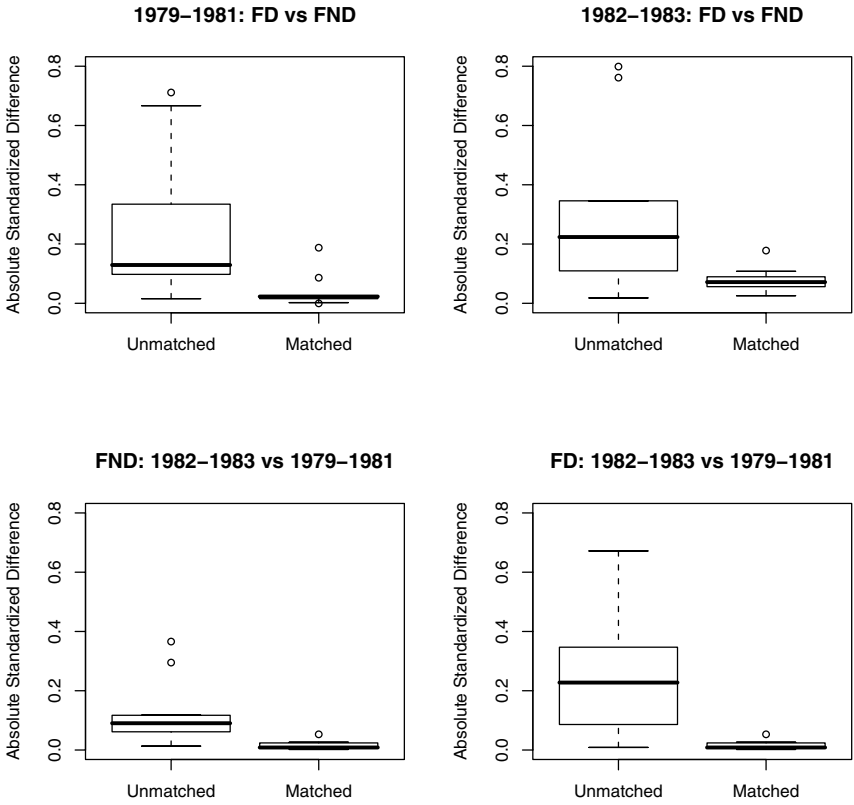 1979−1981: FD vs FND
Absolute Standardized Difference
0.0 0.2 0.4 0.6 0.8
Unmatched Matched
1982−1983: FD vs FND
Absolute Standardized Difference
0.0 0.2 0.4 0.6 0.8
Unmatched Matched
FND: 1982−1983 vs 1979−1981
Absolute Standardized Difference
0.0 0.2 0.4 0.6 0.8
Unmatched Matched
FD: 1982−1983 vs 1979−1981
Absolute Standardized Difference
0.0 0.2 0.4 0.6 0.8
Unmatched Matched